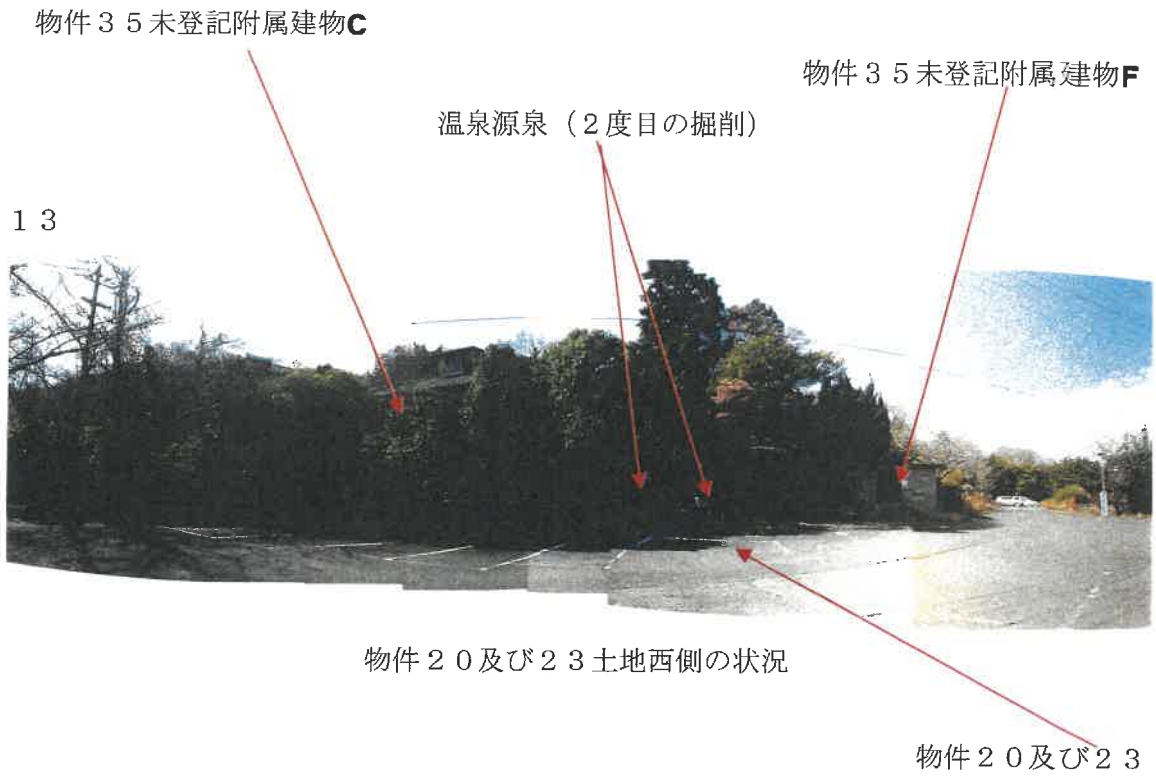 物件３５未登記附属建物C
物件３５未登記附属建物F
温泉源泉（２度目の掘削）
１３
物件２０及び２３土地西側の状況
物件２０及び２３